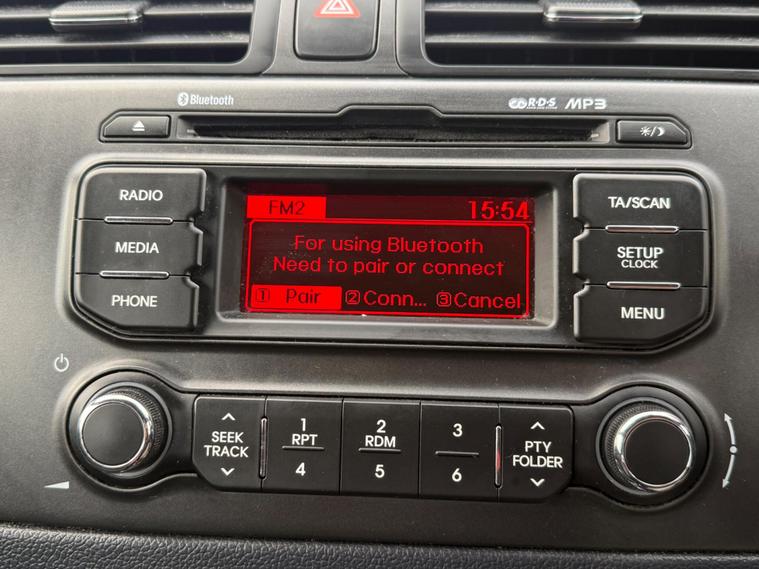 Bluetooth
R·D·S MP3
RADIO
MEDIA
PHONE
FM2 15:54
For using Bluetooth
Need to pair or connect
1 Pair 2 Conn... 3 Cancel
TA/SCAN
SETUP
CLOCK
MENU
SEEK
TRACK
1
RPT
4
2
RDM
5
3
6
PTY
FOLDER